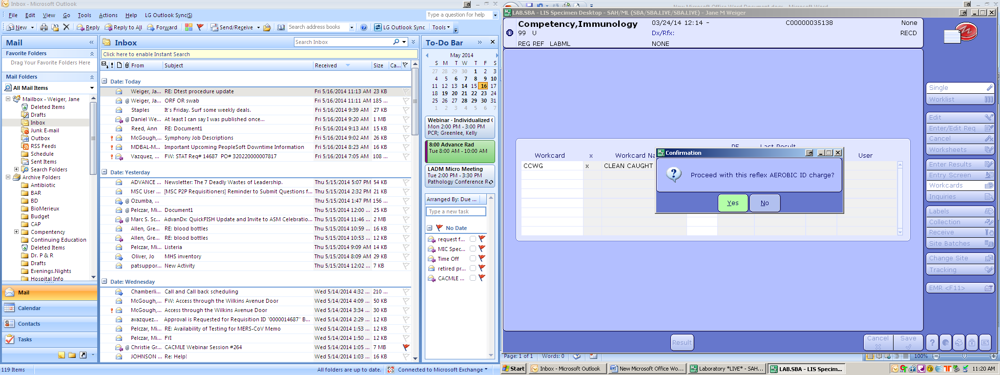 Inbox - Microsoft Outlook
File Edit View Go Tools Actions Help LG Outlook Sync(S)
Type a question for help
New Reply Reply to All Forward Send/Receive Search address books LG Outlook Sync Tools
Mail
Favorite Folders
Drag Your Favorite Folders Here
Mail Folders
All Mail Items
Mailbox - Weiger, Jane
Deleted Items
Drafts
Inbox
Junk E-mail
Outbox
RSS Feeds
Schedule
Sent Items
Search Folders
Archive Folders
Antibiotic
BAR
BD
BioMerieux
Budget
CAP
Compentency
Continuing Education
Deleted Items
Dr. P & R
Drafts
Evenings.Nights
Hospital Info
Mail
Calendar
Contacts
Tasks
119 Items
Inbox
Search Inbox
Click here to enable Instant Search
From Subject Received Size Ca...
Date: Today
Weiger, Ja... RE: Dtest procedure update Fri 5/16/2014 11:13 AM 23 KB
Weiger, Ja... ORF OR swab Fri 5/16/2014 11:11 AM 185 ...
Staples It's Friday. Surf some weekly deals. Fri 5/16/2014 9:39 AM 27 KB
Daniel We... At least I can say I was published once... Fri 5/16/2014 9:20 AM 1 MB
Reed, Ann RE: Document1 Fri 5/16/2014 9:13 AM 15 KB
McGough,... Symphony Job Descriptions Fri 5/16/2014 9:02 AM 26 KB
MDBAL-M... Important Upcoming PeopleSoft Downtime Information Fri 5/16/2014 8:23 AM 16 KB
Vazquez, ... FW: STAT Req# 14687 PO# 320220000007817 Fri 5/16/2014 7:05 AM 108 ...
Date: Yesterday
ADVANCE ... Newsletter: The 7 Deadly Wastes of Leadership. Thu 5/15/2014 5:07 PM 54 KB
MSC User ... [MSC P2P Requisitioners] Reminder to Submit Questions f... Thu 5/15/2014 2:32 PM 21 KB
Ozumba, ... Thu 5/15/2014 1:47 PM 156 ...
Pelczar, Mi... Document1 Thu 5/15/2014 12:00 ... 25 KB
Marc S. Sc... AdvanDx: QuickFISH Update and Invite to ASM Celebratio... Thu 5/15/2014 11:46 ... 2 MB
Allen, Gre... RE: blood bottles Thu 5/15/2014 10:59 ... 16 KB
Allen, Gre... RE: blood bottles Thu 5/15/2014 10:53 ... 12 KB
Pelczar, Mi... Listeria Thu 5/15/2014 9:09 AM 14 KB
Oliver, Jo MHS inventory Thu 5/15/2014 8:09 AM 29 KB
patsuppor... New Activity Thu 5/15/2014 12:02 ... 7 KB
Date: Wednesday
Chamberli... Call and Call back scheduling Wed 5/14/2014 4:32 ... 210 ...
McGough,... FW: Access through the Wilkins Avenue Door Wed 5/14/2014 4:09 ... 50 KB
McGough,... Access through the Wilkins Avenue Door Wed 5/14/2014 3:34 ... 30 KB
avazquez... Approval is Requested for Requisition ID "0000014687" B... Wed 5/14/2014 2:29 ... 12 KB
Pelczar, Mi... RE: Availability of Testing for MERS-CoV Memo Wed 5/14/2014 1:53 ... 12 KB
Pelczar, Mi... FYI Wed 5/14/2014 1:50 ... 12 KB
Christie Gr... CACMLE Webinar Session #264 Wed 5/14/2014 1:05 ... 7 MB
JOHNSON ... Re: Help! Wed 5/14/2014 1:03 ... 16 KB
All folders are up to date. Connected to Microsoft Exchange
To-Do Bar
May 2014
S M T W T F S
27 28 29 30 1 2 3
4 5 6 7 8 9 10
11 12 13 14 15 16 17
18 19 20 21 22 23 24
25 26 27 28 29 30 31
1 2 3 4 5 6 7
Webinar - Individualized
Mon 2:00 PM - 3:00 PM
PCR; Greenlee, Kelly
8:00 Advance Rad
Tue 8:00 AM - 10:00 AM
LADM Micro Meeting
Tue 2:00 PM - 3:30 PM
Pathology Conference R
Arranged By: Due ...
Type a new task
No Date
request f...
MIC Spec...
Time Off
retired pr...
CACMLE ...
New Microsoft Office Word Document.docx - Microsoft Word
LAB.SBA - LIS Specimen Desktop - SAH/ML (SBA/SBA.LIVE/SBA.LIVE) - Jane M Weiger
Competency,Immunology 03/24/14 12:14 - C00000035138 None
99 U Dx/Rfx: RECD
REG REF LABML NONE
Last Result
Workcard x Workcard Na User
CCWG x CLEAN CAUGHT
Confirmation
Proceed with this reflex AEROBIC ID charge?
Yes No
Single
Worklist
Edit
Enter/Edit Req
Cancel
Worksheets
Enter Results
Entry Screen
Workcards
Inquiries
Labels
Collection
Receive
Site Batches
Change Site
Tracking
EMR <F11>
Result Cancel Save
Page: 1 of 1 Words: 0 100%
Start Inbox - Microsoft Outlook New Microsoft Office Wo... Laboratory *LIVE* - SAH... LAB.SBA - LIS Specim... 11:20 AM